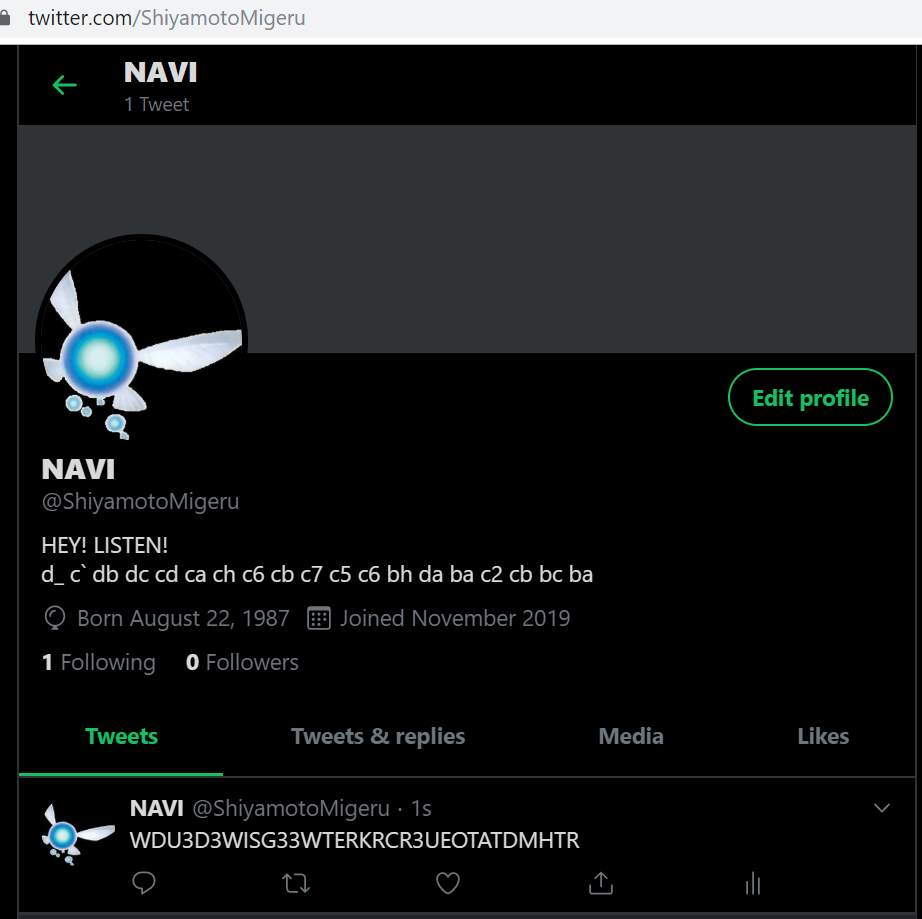 twitter.com/ShiyamotoMigeru
NAVI
1 Tweet
Edit profile
NAVI
@ShiyamotoMigeru
HEY! LISTEN!
d_ c` db dc cd ca ch c6 cb c7 c5 c6 bh da ba c2 cb bc ba
Born August 22, 1987 Joined November 2019
1 Following 0 Followers
Tweets Tweets & replies Media Likes
NAVI @ShiyamotoMigeru · 1s
WDU3D3WISG33WTERKRCR3UEOTATDMHTR